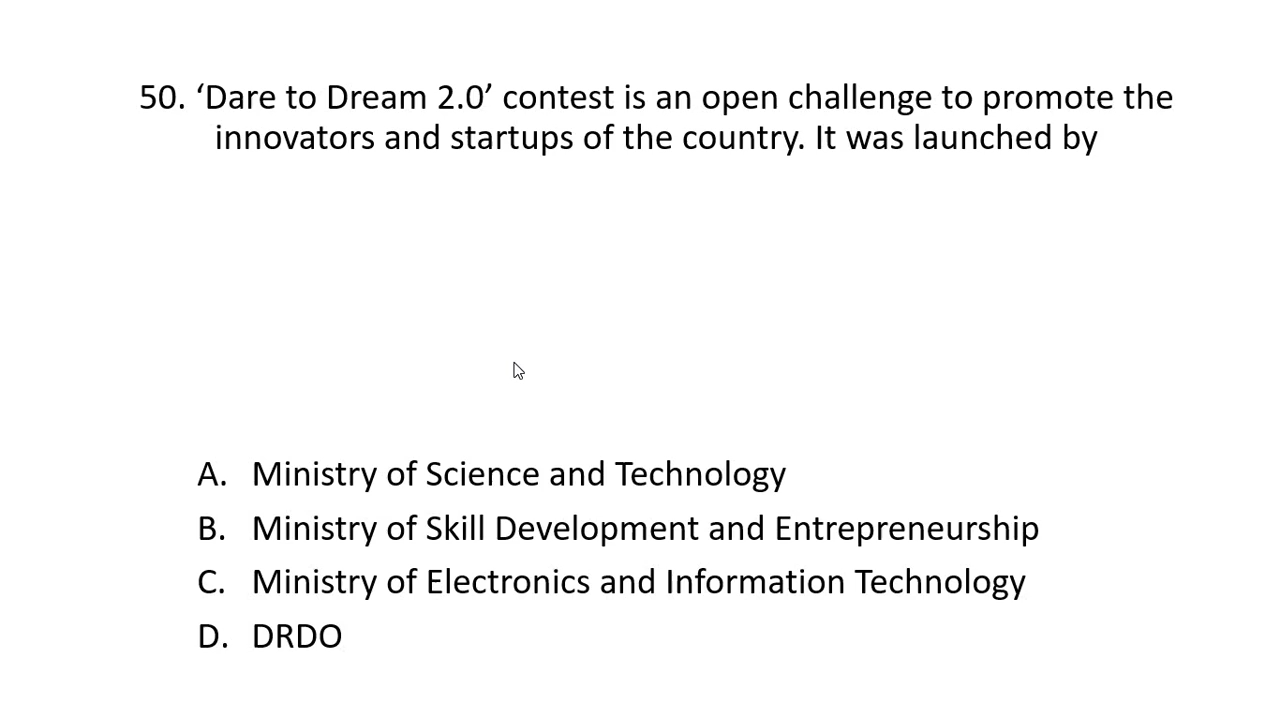 50. ‘Dare to Dream 2.0’ contest is an open challenge to promote the
innovators and startups of the country. It was launched by
A. Ministry of Science and Technology
B. Ministry of Skill Development and Entrepreneurship
C. Ministry of Electronics and Information Technology
D. DRDO